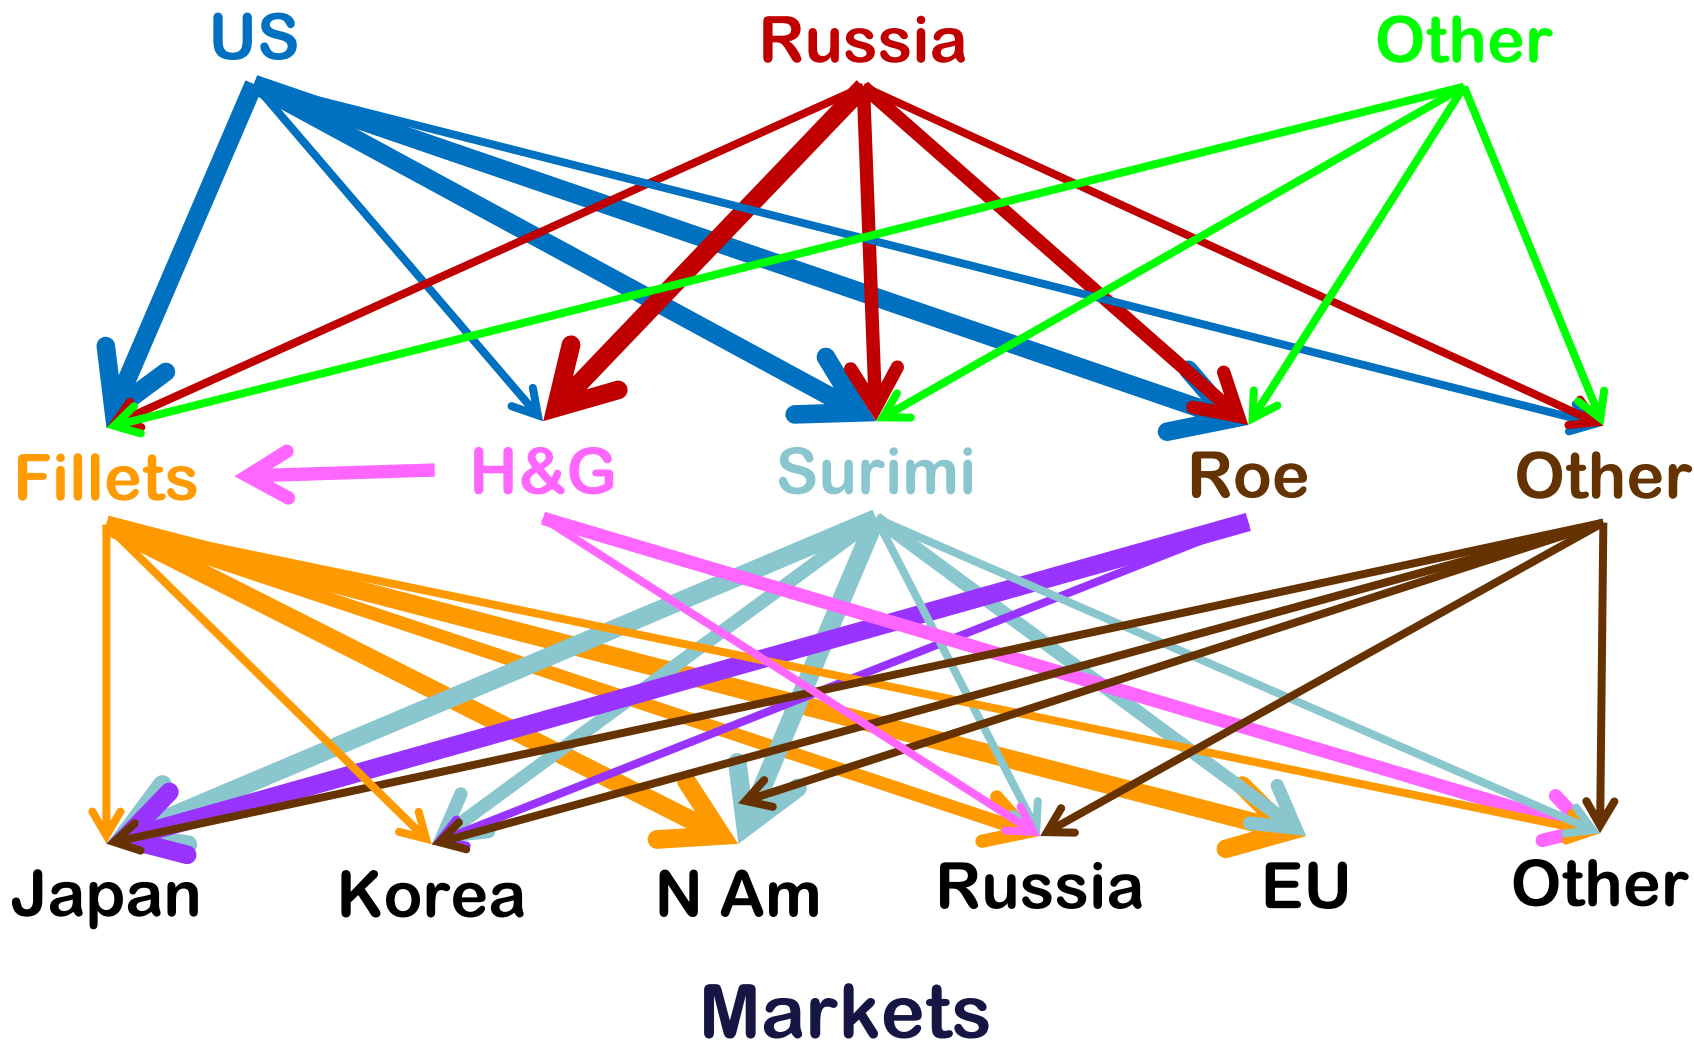 US Russia Other
Fillets H&G Surimi Roe Other
Japan Korea N Am Russia EU Other
Markets